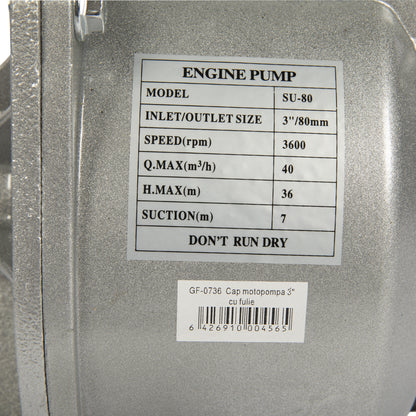 ENGINE PUMP
MODEL SU-80
INLET/OUTLET SIZE 3"/80mm
SPEED(rpm) 3600
Q.MAX(m³/h) 40
H.MAX(m) 36
SUCTION(m) 7
DON'T RUN DRY
GF-0736 Cap motopompa 3"
cu fulie
6 426910 004565